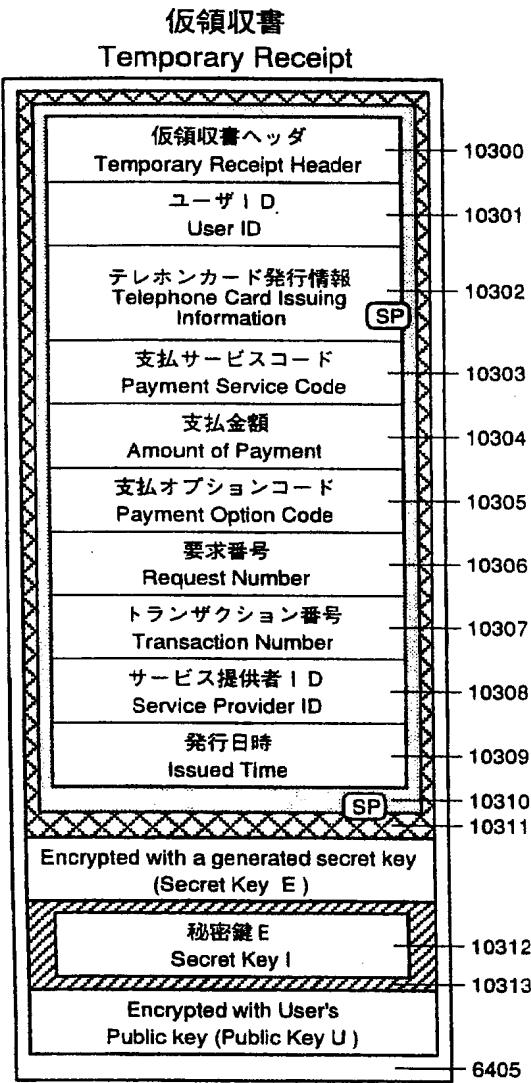 仮領収書
Temporary Receipt
仮領収書ヘッダ
Temporary Receipt Header
10300
ユーザID
User ID
10301
テレホンカード発行情報
Telephone Card Issuing
Information
10302
SP
支払サービスコード
Payment Service Code
10303
支払金額
Amount of Payment
10304
支払オプションコード
Payment Option Code
10305
要求番号
Request Number
10306
トランザクション番号
Transaction Number
10307
サービス提供者ID
Service Provider ID
10308
発行日時
Issued Time
10309
SP
10310
10311
Encrypted with a generated secret key
(Secret Key E )
秘密鍵E
Secret Key I
10312
10313
Encrypted with User's
Public key (Public Key U )
6405